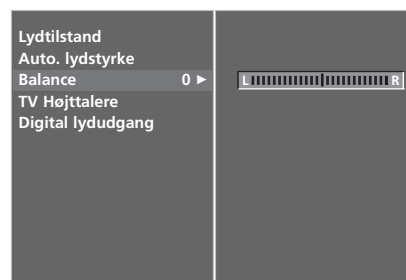 Lydtilstand
Auto. lydstyrke
Balance 0 ►
L R
TV Højttalere
Digital lydudgang